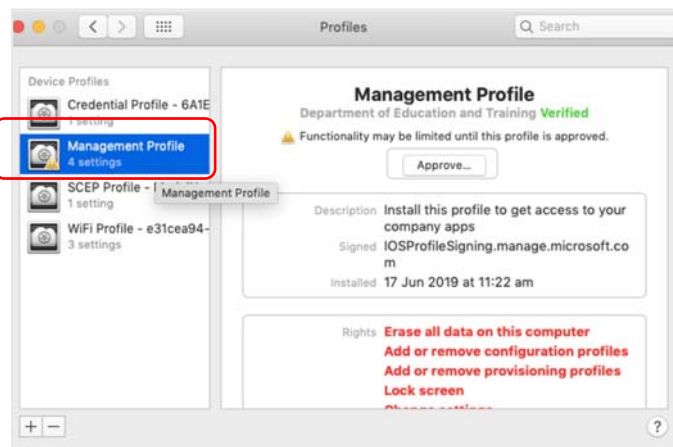 Profiles
Search
Device Profiles
Credential Profile - 6A1E
1 setting
Management Profile
4 settings
SCEP Profile -
Management Profile
1 setting
WiFi Profile - e31cea94-
3 settings
Management Profile
Department of Education and Training Verified
Functionality may be limited until this profile is approved.
Approve...
Description Install this profile to get access to your
company apps
Signed IOSProfileSigning.manage.microsoft.co
m
Installed 17 Jun 2019 at 11:22 am
Rights Erase all data on this computer
Add or remove configuration profiles
Add or remove provisioning profiles
Lock screen
Change settings
+ −
?